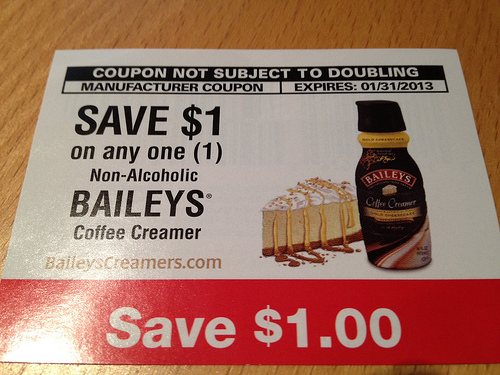 COUPON NOT SUBJECT TO DOUBLING
MANUFACTURER COUPON EXPIRES: 01/31/2013
SAVE $1
on any one (1)
Non-Alcoholic
BAILEYS®
Coffee Creamer
BaileysCreamers.com
BAILEYS
Coffee Creamer
Save $1.00